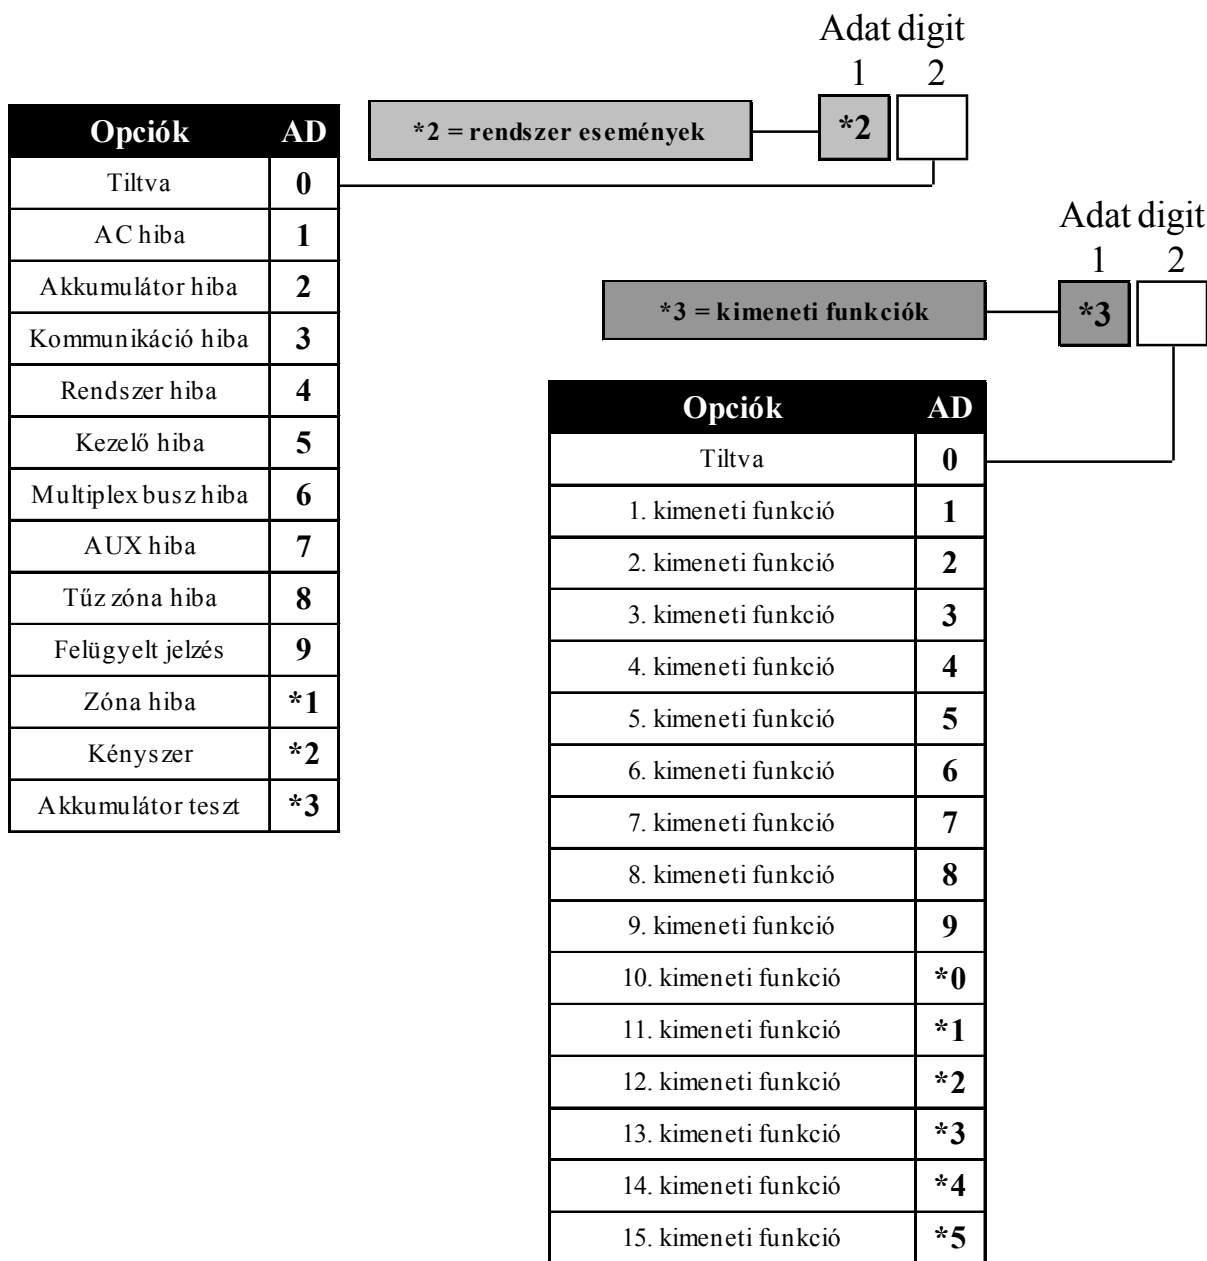 Adat digit
1 2
*2 = rendszer események *2
Opciók AD
Tiltva 0
AC hiba 1
Akkumulátor hiba 2
Kommunikáció hiba 3
Rendszer hiba 4
Kezelő hiba 5
Multiplex busz hiba 6
AUX hiba 7
Tűz zóna hiba 8
Felügyelt jelzés 9
Zóna hiba *1
Kényszer *2
Akkumulátor teszt *3
Adat digit
1 2
*3 = kimeneti funkciók *3
Opciók AD
Tiltva 0
1. kimeneti funkció 1
2. kimeneti funkció 2
3. kimeneti funkció 3
4. kimeneti funkció 4
5. kimeneti funkció 5
6. kimeneti funkció 6
7. kimeneti funkció 7
8. kimeneti funkció 8
9. kimeneti funkció 9
10. kimeneti funkció *0
11. kimeneti funkció *1
12. kimeneti funkció *2
13. kimeneti funkció *3
14. kimeneti funkció *4
15. kimeneti funkció *5